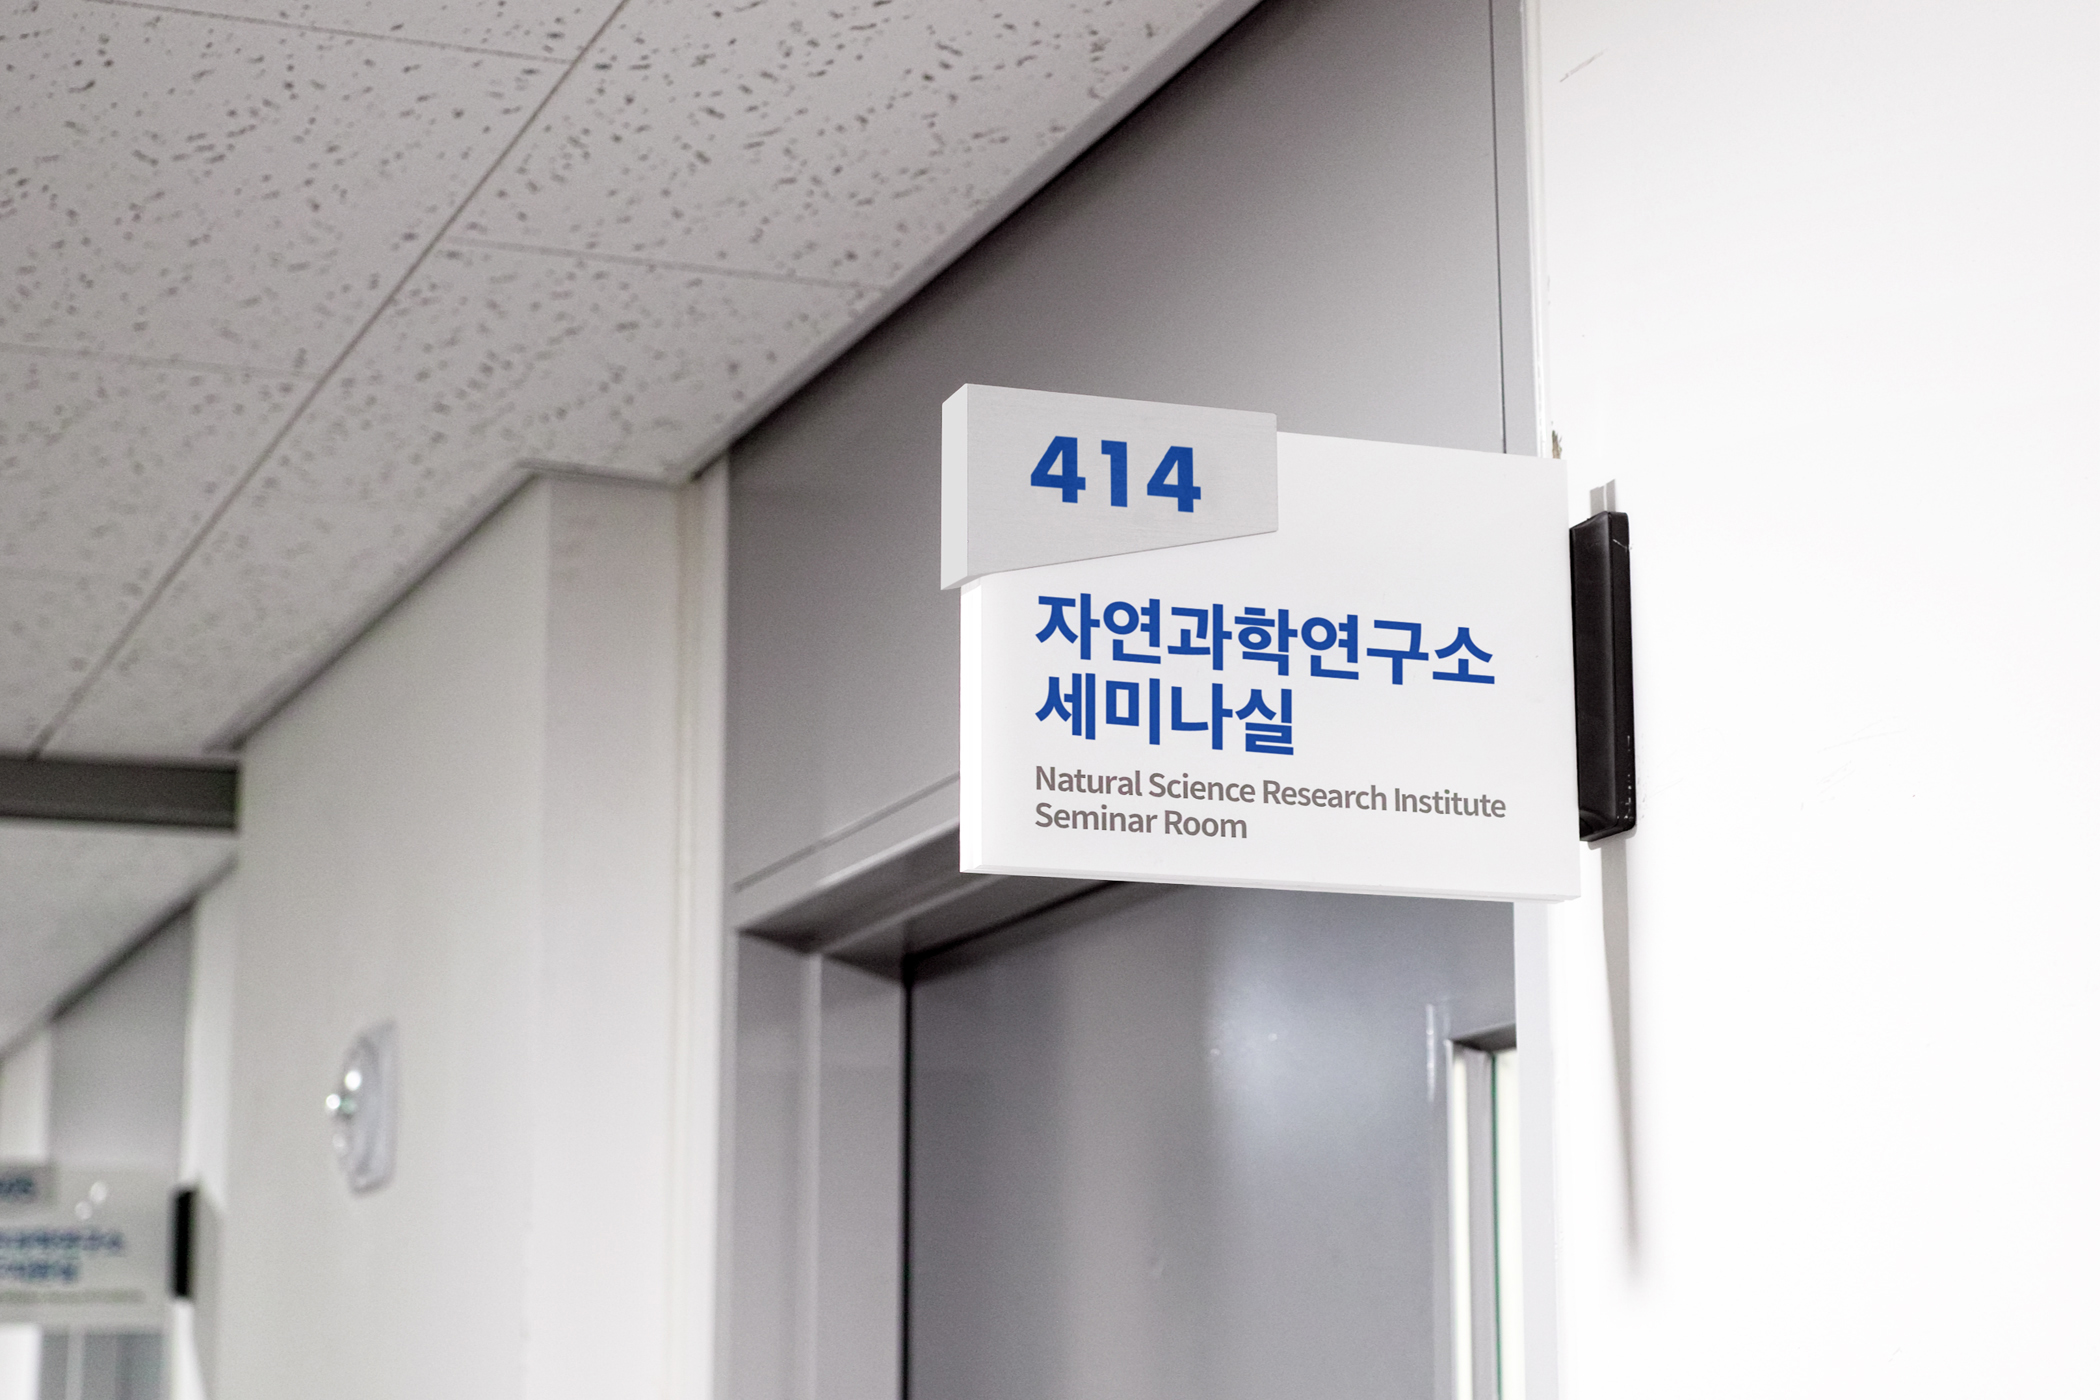 414
자연과학연구소
세미나실
Natural Science Research Institute
Seminar Room